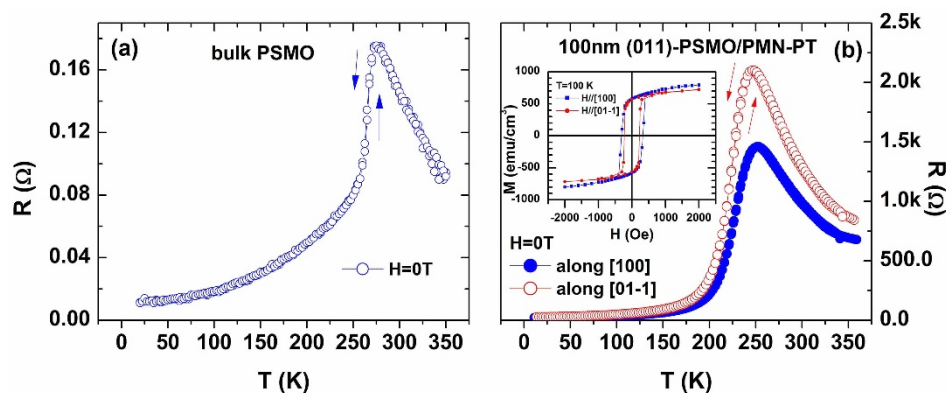 (a)
bulk PSMO
R (Ω)
0.16
0.12
0.08
0.04
0.00
H=0T
0 50 100 150 200 250 300 350
T (K)
100nm (011)-PSMO/PMN-PT
(b)
T=100 K
H//[100]
H//[01-1]
M (emu/cm³)
1000
500
0
-500
-1000
-2000 -1000 0 1000 2000
H (Oe)
H=0T
along [100]
along [01-1]
2.5k
2.0k
1.5k
1.0k
500.0
0.0
R (Ω)
0 50 100 150 200 250 300 350
T (K)